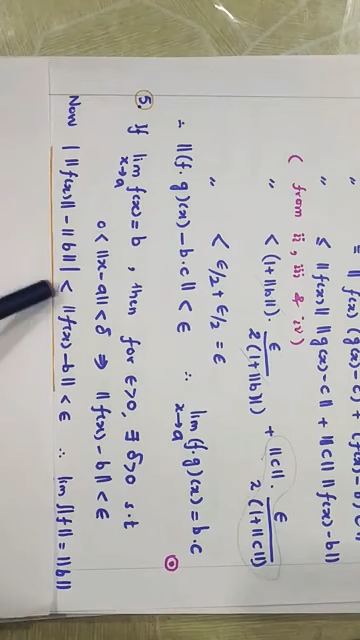 " = || f(x) (g(x)-c) + c(f(x)-b) ||
" ≤ ||f(x)|| ||g(x)-c|| + ||c|| ||f(x)-b||
( from ii, iii & iv)
" < (1+||b||). ϵ/2(1+||b||) + ||c||. ϵ/2(1+||c||)
" < ϵ/2 + ϵ/2 = ϵ
∴ ||(f.g)(x) - b.c|| < ϵ ∴ lim x→a (f.g)(x) = b.c
5. If lim x→a f(x) = b , then for ϵ>0, ∃ δ>0 s.t
0 < ||x-a|| < δ ⇒ || f(x) - b|| < ϵ
Now | ||f(x)|| - ||b|| | < ||f(x)-b|| < ϵ ∴ lim ||f|| = ||b||